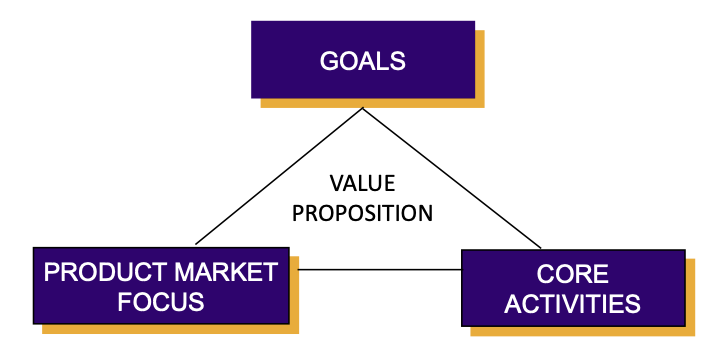 GOALS
VALUE
PROPOSITION
PRODUCT MARKET
FOCUS
CORE
ACTIVITIES